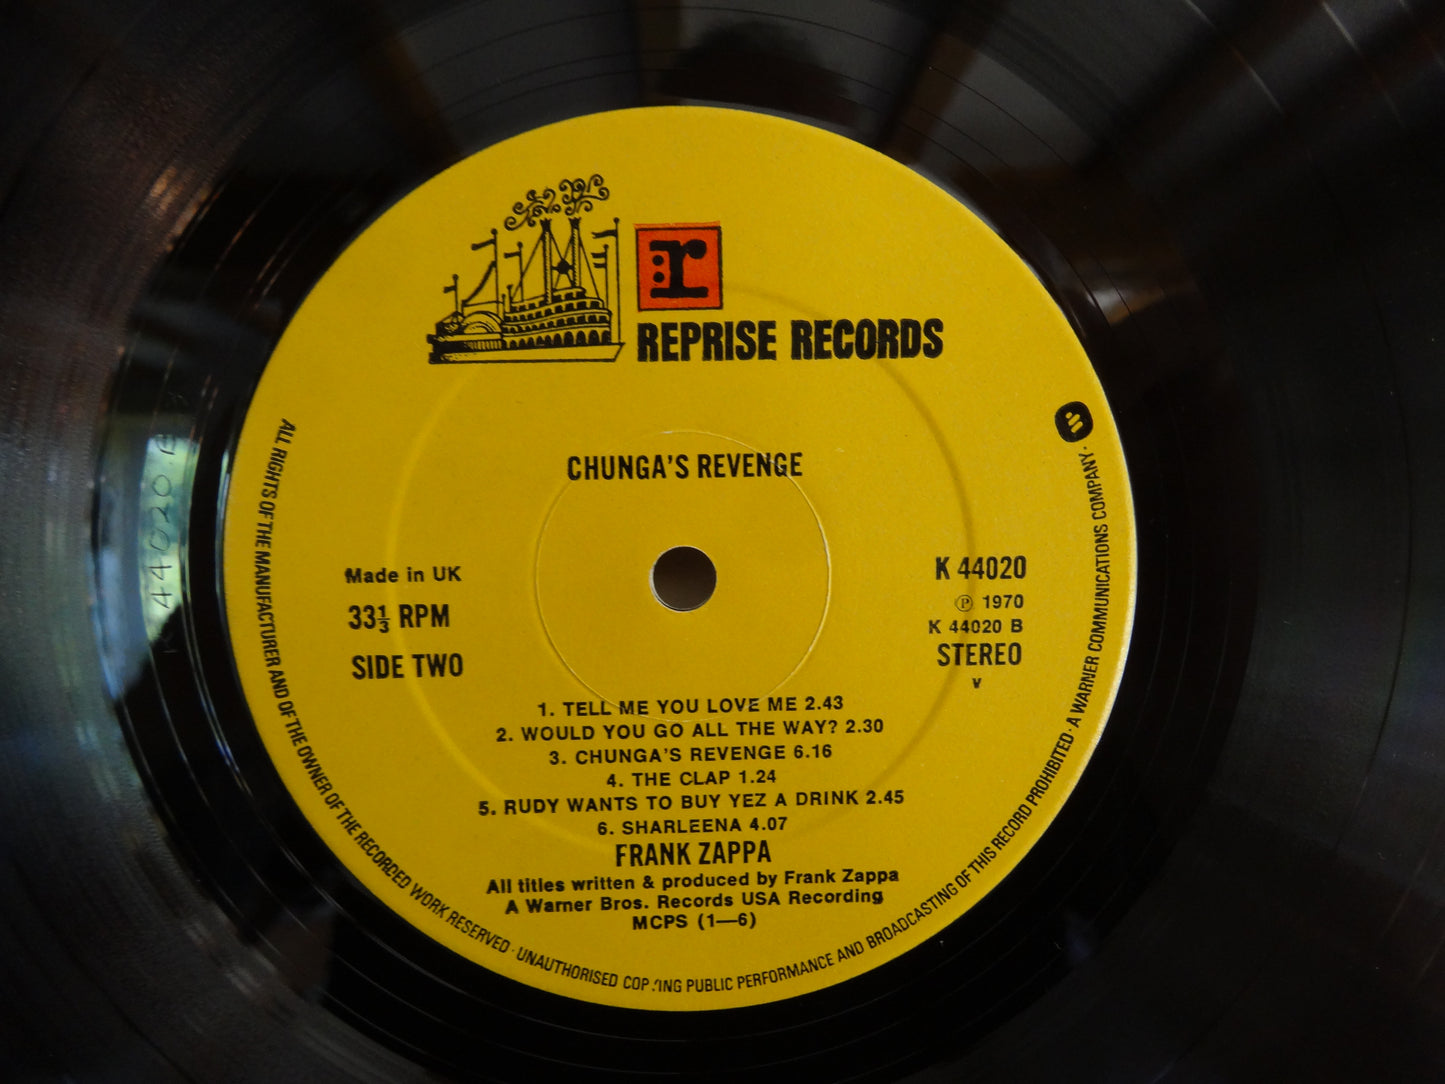 r
REPRISE RECORDS
CHUNGA'S REVENGE
Made in UK
33⅓ RPM
SIDE TWO
K 44020
℗ 1970
K 44020 B
STEREO
V
1. TELL ME YOU LOVE ME 2.43
2. WOULD YOU GO ALL THE WAY? 2.30
3. CHUNGA'S REVENGE 6.16
4. THE CLAP 1.24
5. RUDY WANTS TO BUY YEZ A DRINK 2.45
6. SHARLEENA 4.07
FRANK ZAPPA
All titles written & produced by Frank Zappa
A Warner Bros. Records USA Recording
MCPS (1—6)
ALL RIGHTS OF THE MANUFACTURER AND OF THE OWNER OF THE RECORDED WORK RESERVED · UNAUTHORISED COPYING PUBLIC PERFORMANCE AND BROADCASTING OF THIS RECORD PROHIBITED · A WARNER COMMUNICATIONS COMPANY ·
44020